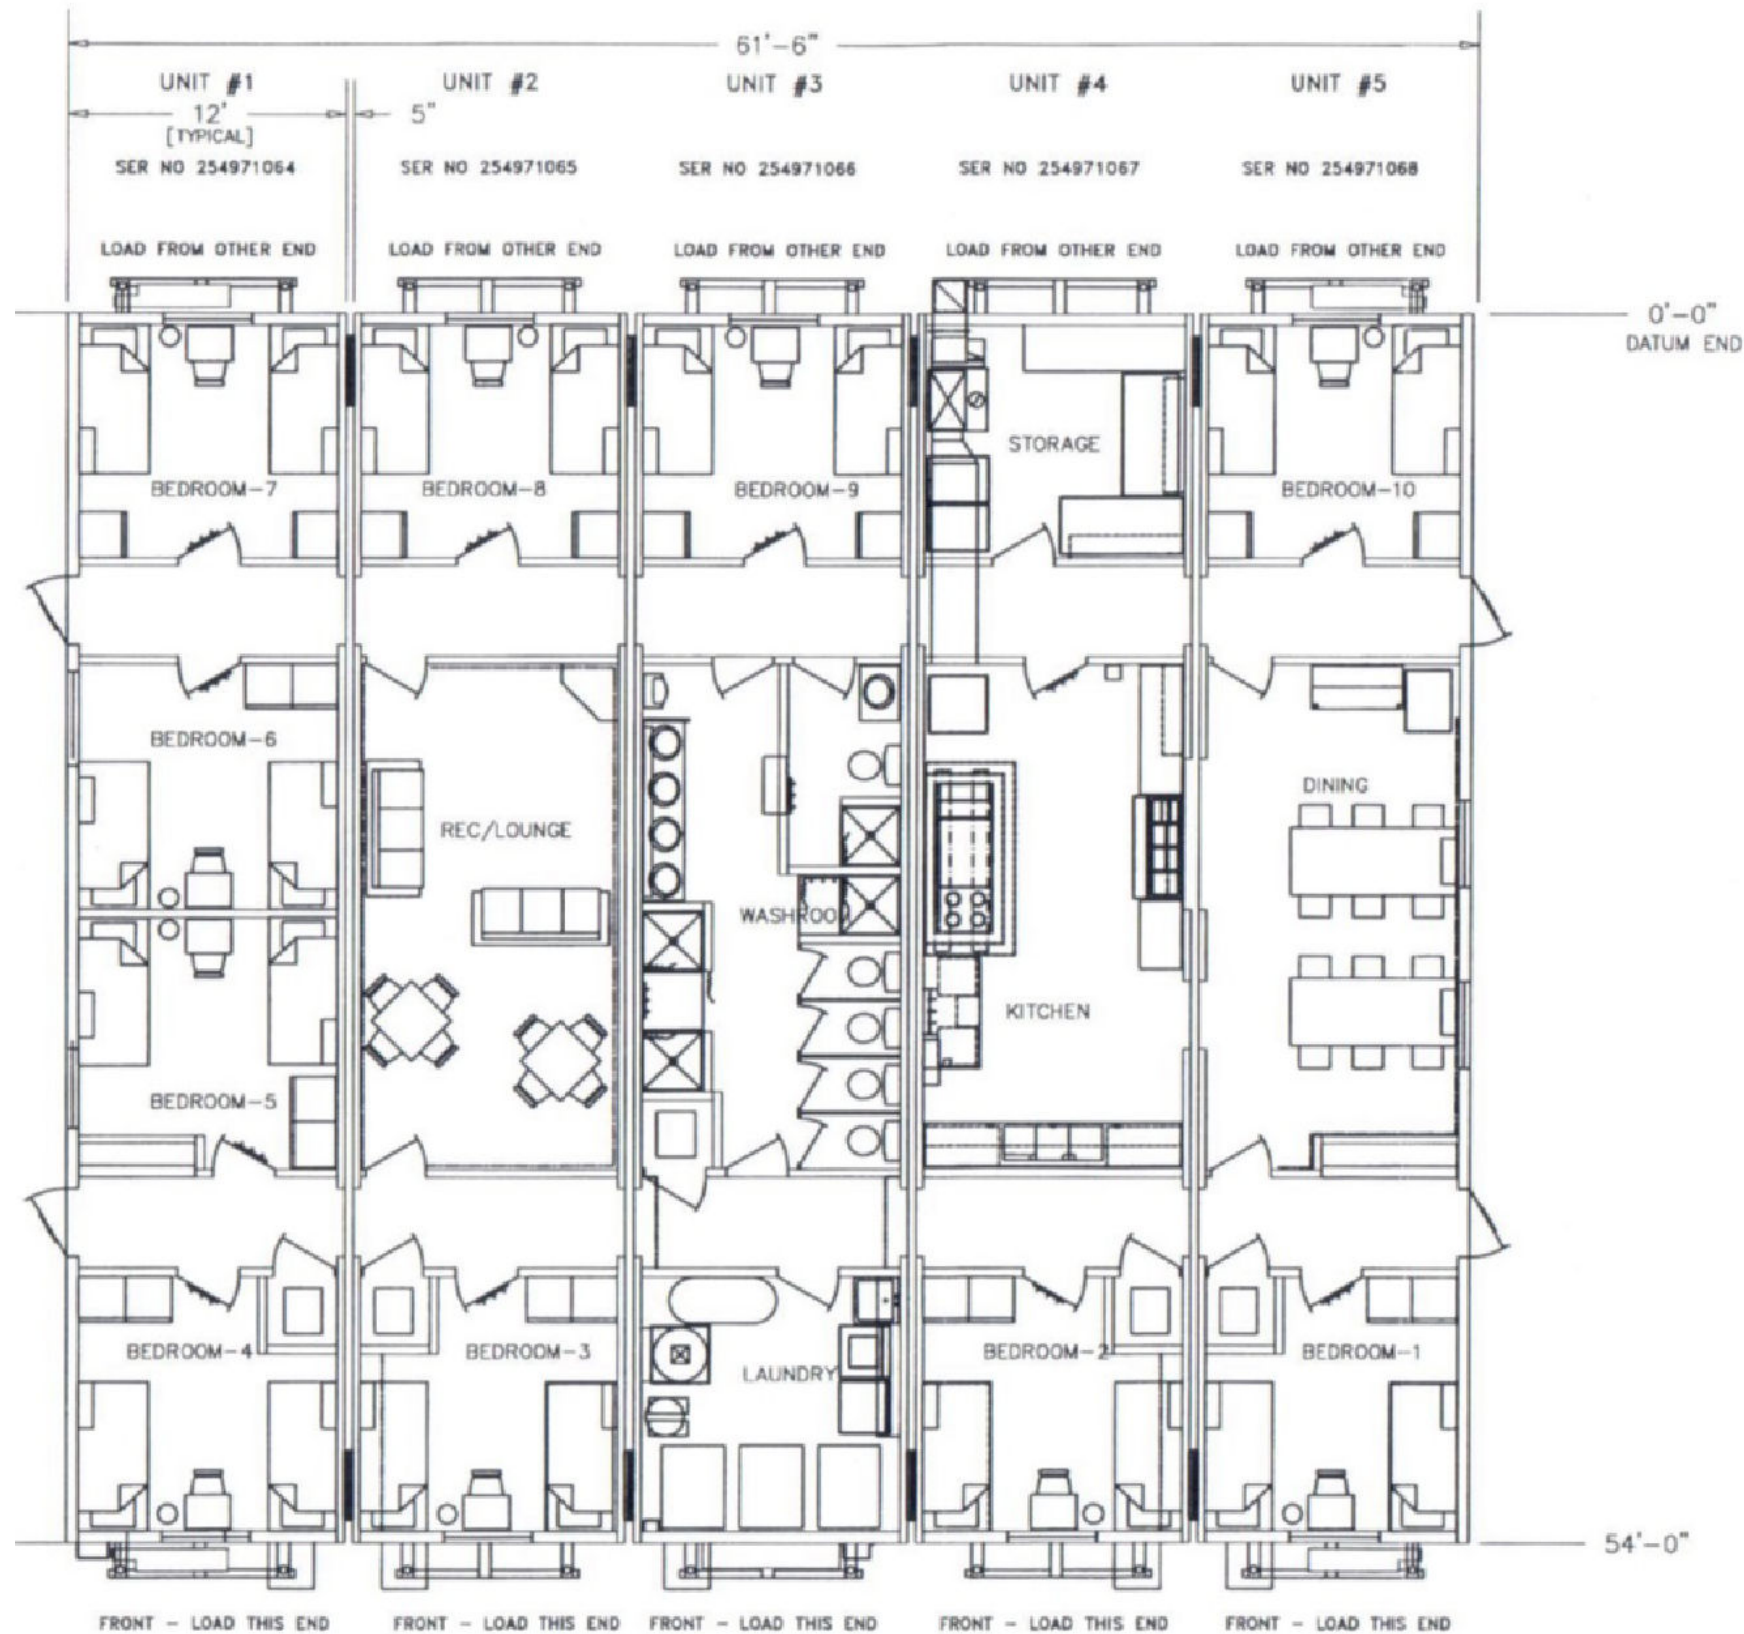 61'-6"
UNIT #1 UNIT #2 UNIT #3 UNIT #4 UNIT #5
12' 5"
[TYPICAL]
SER NO 254971064 SER NO 254971065 SER NO 254971066 SER NO 254971067 SER NO 254971068
LOAD FROM OTHER END LOAD FROM OTHER END LOAD FROM OTHER END LOAD FROM OTHER END LOAD FROM OTHER END
0'-0"
DATUM END
STORAGE
BEDROOM-7 BEDROOM-8 BEDROOM-9 BEDROOM-10
BEDROOM-6
DINING
REC/LOUNGE
WASHROOM
KITCHEN
BEDROOM-5
BEDROOM-4 BEDROOM-3 BEDROOM-2 BEDROOM-1
LAUNDRY
54'-0"
FRONT - LOAD THIS END FRONT - LOAD THIS END FRONT - LOAD THIS END FRONT - LOAD THIS END FRONT - LOAD THIS END